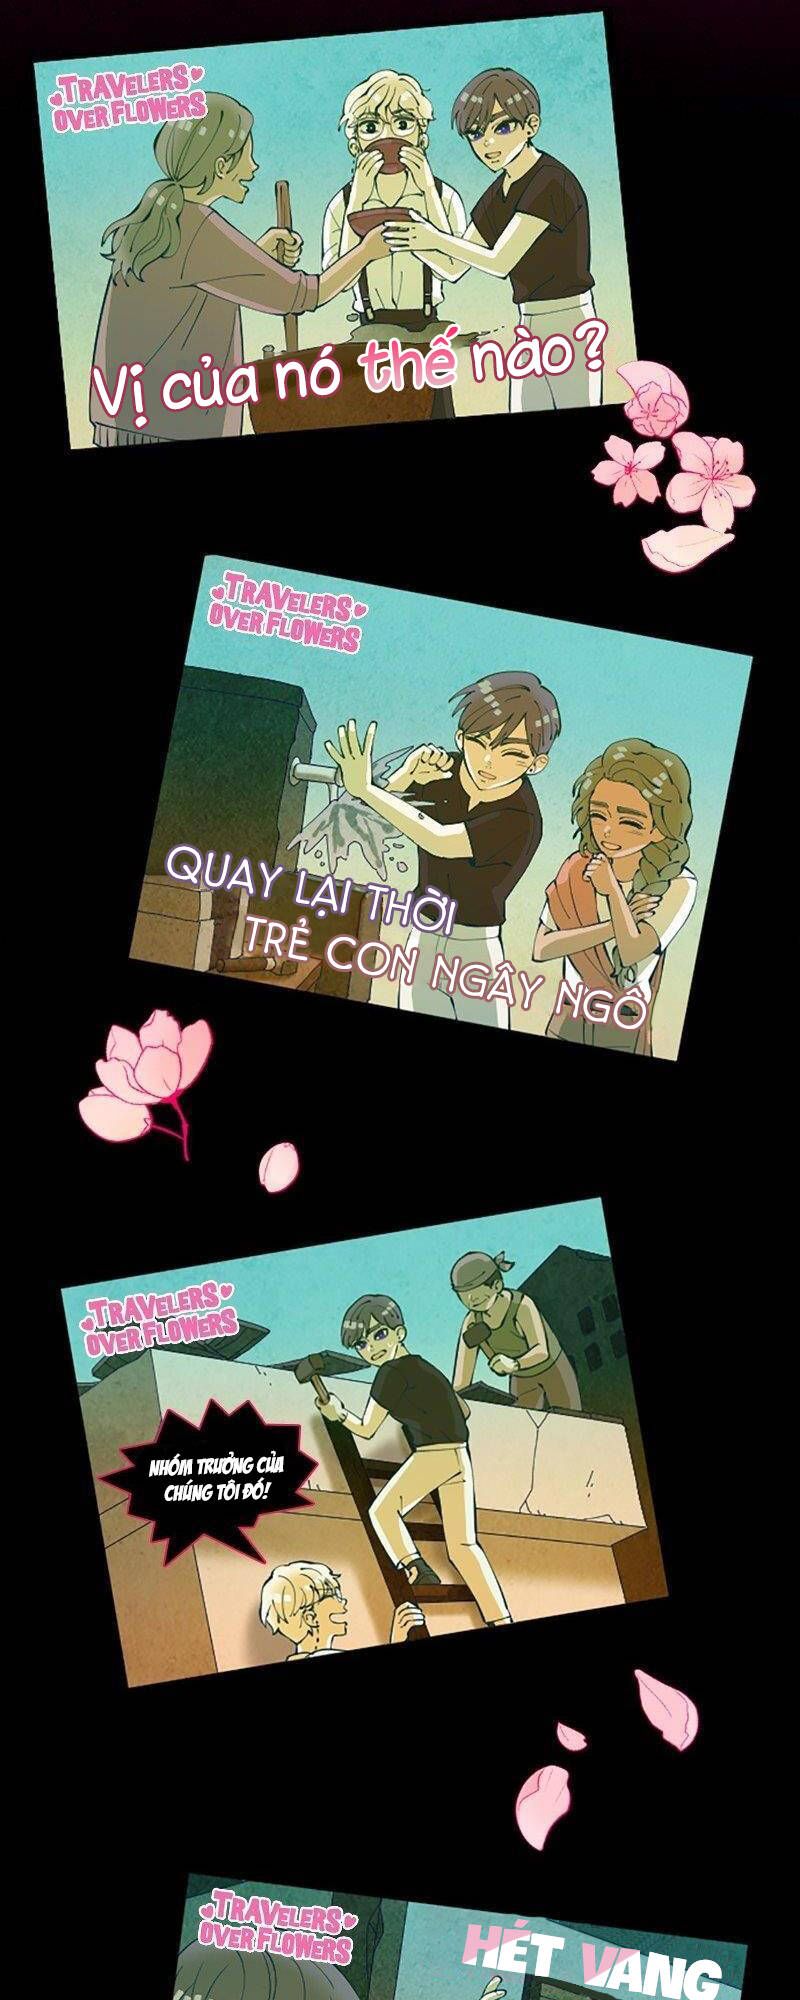 TRAVELERS
OVER FLOWERS
Vị của nó thế nào?
TRAVELERS
OVER FLOWERS
QUAY LẠI THỜI
TRẺ CON NGÂY NGÔ
TRAVELERS
OVER FLOWERS
NHÓM TRƯỞNG CỦA
CHÚNG TÔI ĐÓ!
TRAVELERS
OVER FLOWERS
HÉT VANG